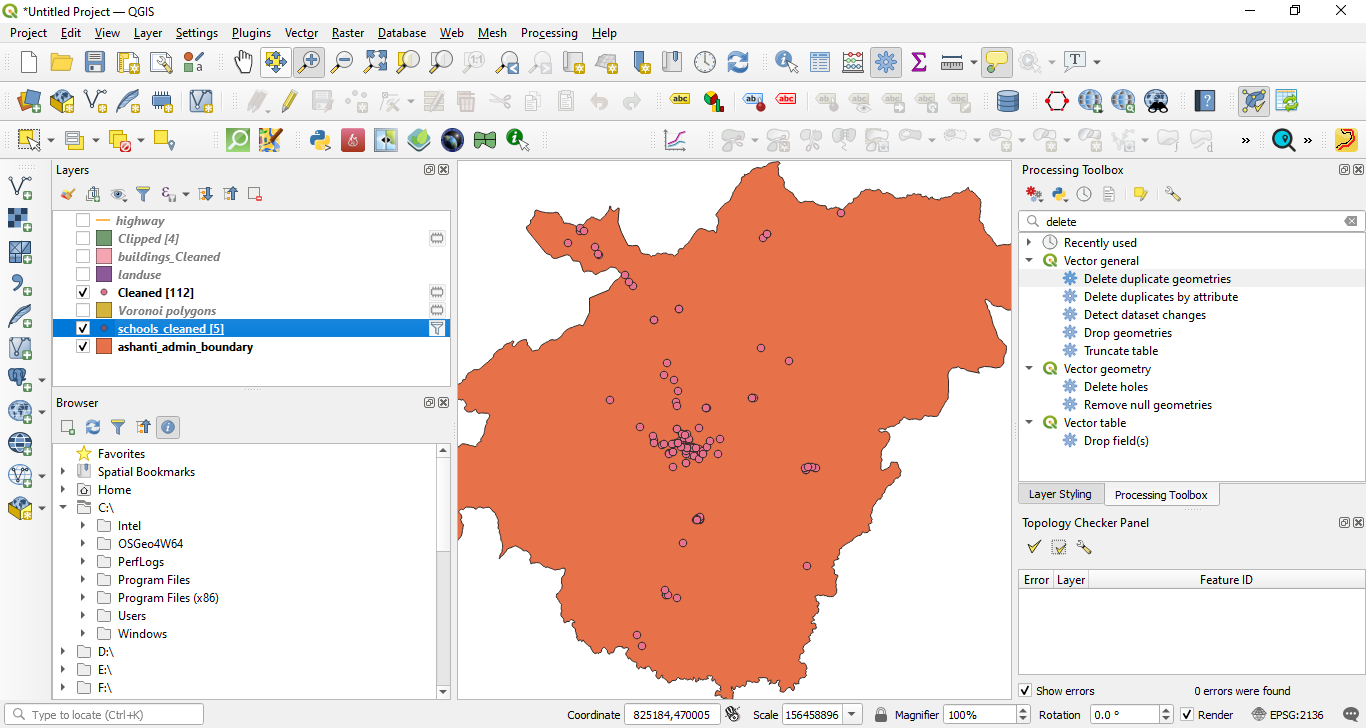 *Untitled Project — QGIS
Project Edit View Layer Settings Plugins Vector Raster Database Web Mesh Processing Help
Layers
highway
Clipped [4]
buildings_Cleaned
landuse
Cleaned [112]
Voronoi polygons
schools_cleaned [5]
ashanti_admin_boundary
Browser
Favorites
Spatial Bookmarks
Home
C:\
Intel
OSGeo4W64
PerfLogs
Program Files
Program Files (x86)
Users
Windows
D:\
E:\
F:\
Processing Toolbox
delete
Recently used
Vector general
Delete duplicate geometries
Delete duplicates by attribute
Detect dataset changes
Drop geometries
Truncate table
Vector geometry
Delete holes
Remove null geometries
Vector table
Drop field(s)
Layer Styling Processing Toolbox
Topology Checker Panel
Error Layer Feature ID
Show errors 0 errors were found
Type to locate (Ctrl+K) Coordinate 825184,470005 Scale 156458896 Magnifier 100% Rotation 0.0 ° Render EPSG:2136